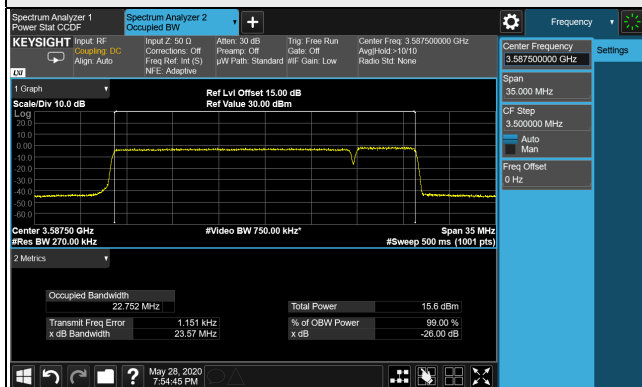 Spectrum Analyzer 1
Power Stat CCDF
Spectrum Analyzer 2
Occupied BW
Frequency
KEYSIGHT
Input: RF
Coupling: DC
Align: Auto
Input Z: 50 Ω
Corrections: Off
Freq Ref: Int (S)
NFE: Adaptive
Atten: 30 dB
Preamp: Off
µW Path: Standard
Trig: Free Run
Gate: Off
#IF Gain: Low
Center Freq: 3.587500000 GHz
Avg|Hold:>10/10
Radio Std: None
LXI
Center Frequency
3.587500000 GHz
Settings
Span
35.000 MHz
CF Step
3.500000 MHz
Auto
Man
Freq Offset
0 Hz
1 Graph
Scale/Div 10.0 dB
Ref Lvl Offset 15.00 dB
Ref Value 30.00 dBm
Log
20.0
10.0
0.00
-10.0
-20.0
-30.0
-40.0
-50.0
-60.0
Center 3.58750 GHz
#Video BW 750.00 kHz*
Span 35 MHz
#Res BW 270.00 kHz
#Sweep 500 ms (1001 pts)
2 Metrics
Occupied Bandwidth
22.752 MHz
Total Power
15.6 dBm
Transmit Freq Error
1.151 kHz
% of OBW Power
99.00 %
x dB Bandwidth
23.57 MHz
x dB
-26.00 dB
?
May 28, 2020
7:54:45 PM